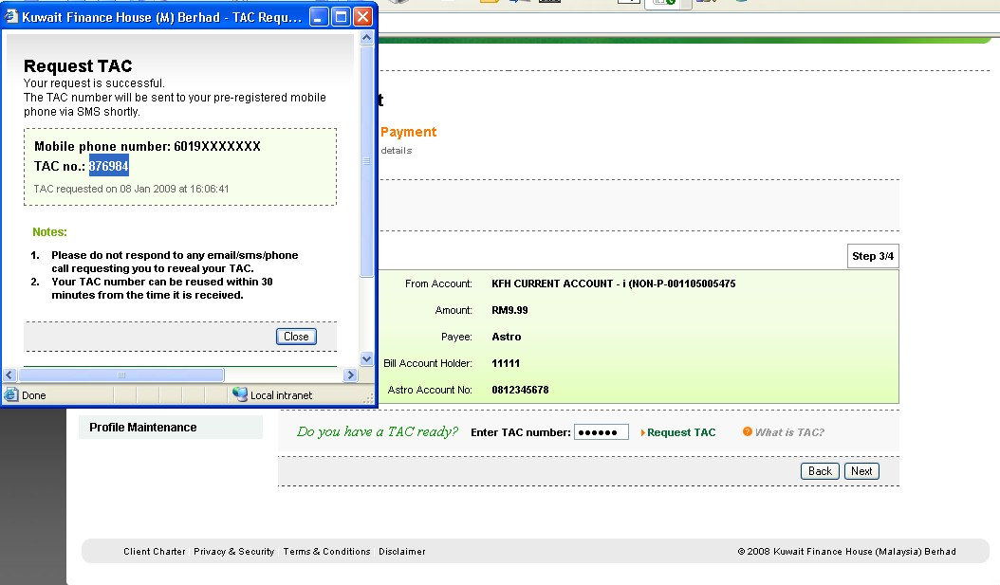 Kuwait Finance House (M) Berhad - TAC Requ...
Request TAC
Your request is successful.
The TAC number will be sent to your pre-registered mobile
phone via SMS shortly.
Mobile phone number: 6019XXXXXXX
TAC no.: 876984
TAC requested on 08 Jan 2009 at 16:06:41
Notes:
1. Please do not respond to any email/sms/phone
call requesting you to reveal your TAC.
2. Your TAC number can be reused within 30
minutes from the time it is received.
Close
Done
Local intranet
t
Payment
details
Step 3/4
From Account: KFH CURRENT ACCOUNT - i (NON-P-001105005475
Amount: RM9.99
Payee: Astro
Bill Account Holder: 11111
Astro Account No: 0812345678
Profile Maintenance
Do you have a TAC ready? Enter TAC number: ●●●●●● Request TAC ? What is TAC?
Back Next
Client Charter Privacy & Security Terms & Conditions Disclaimer
© 2008 Kuwait Finance House (Malaysia) Berhad